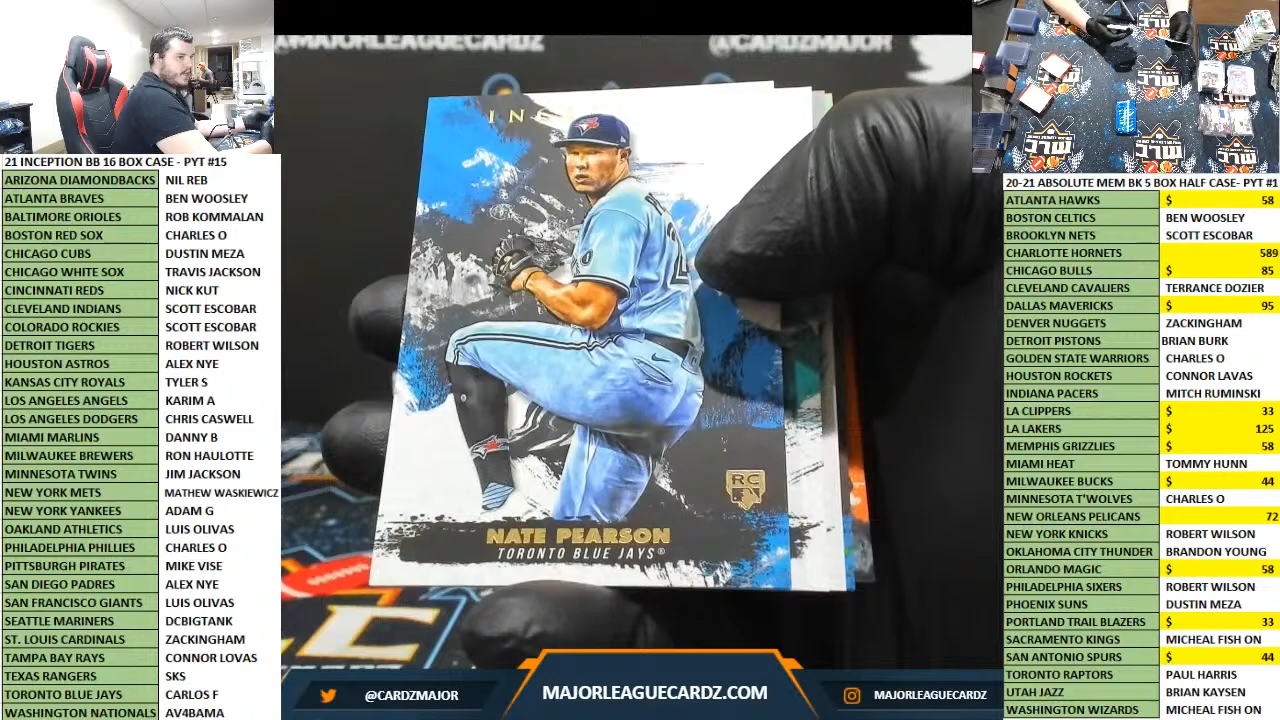 @MAJORLEAGUECARDZ
@CARDZMAJOR
21 INCEPTION BB 16 BOX CASE - PYT #15
ARIZONA DIAMONDBACKS NIL REB
ATLANTA BRAVES BEN WOOSLEY
BALTIMORE ORIOLES ROB KOMMALAN
BOSTON RED SOX CHARLES O
CHICAGO CUBS DUSTIN MEZA
CHICAGO WHITE SOX TRAVIS JACKSON
CINCINNATI REDS NICK KUT
CLEVELAND INDIANS SCOTT ESCOBAR
COLORADO ROCKIES SCOTT ESCOBAR
DETROIT TIGERS ROBERT WILSON
HOUSTON ASTROS ALEX NYE
KANSAS CITY ROYALS TYLER S
LOS ANGELES ANGELS KARIM A
LOS ANGELES DODGERS CHRIS CASWELL
MIAMI MARLINS DANNY B
MILWAUKEE BREWERS RON HAULOTTE
MINNESOTA TWINS JIM JACKSON
NEW YORK METS MATHEW WASKIEWICZ
NEW YORK YANKEES ADAM G
OAKLAND ATHLETICS LUIS OLIVAS
PHILADELPHIA PHILLIES CHARLES O
PITTSBURGH PIRATES MIKE VISE
SAN DIEGO PADRES ALEX NYE
SAN FRANCISCO GIANTS LUIS OLIVAS
SEATTLE MARINERS DCBIGTANK
ST. LOUIS CARDINALS ZACKINGHAM
TAMPA BAY RAYS CONNOR LOVAS
TEXAS RANGERS SKS
TORONTO BLUE JAYS CARLOS F
WASHINGTON NATIONALS AV4BAMA
RC
NATE PEARSON
TORONTO BLUE JAYS®
@CARDZMAJOR
MAJORLEAGUECARDZ.COM
MAJORLEAGUECARDZ
20-21 ABSOLUTE MEM BK 5 BOX HALF CASE- PYT #1
ATLANTA HAWKS $ 58
BOSTON CELTICS BEN WOOSLEY
BROOKLYN NETS SCOTT ESCOBAR
CHARLOTTE HORNETS 589
CHICAGO BULLS $ 85
CLEVELAND CAVALIERS TERRANCE DOZIER
DALLAS MAVERICKS $ 95
DENVER NUGGETS ZACKINGHAM
DETROIT PISTONS BRIAN BURK
GOLDEN STATE WARRIORS CHARLES O
HOUSTON ROCKETS CONNOR LAVAS
INDIANA PACERS MITCH RUMINSKI
LA CLIPPERS $ 33
LA LAKERS $ 125
MEMPHIS GRIZZLIES $ 58
MIAMI HEAT TOMMY HUNN
MILWAUKEE BUCKS $ 44
MINNESOTA T'WOLVES CHARLES O
NEW ORLEANS PELICANS 72
NEW YORK KNICKS ROBERT WILSON
OKLAHOMA CITY THUNDER BRANDON YOUNG
ORLANDO MAGIC $ 58
PHILADELPHIA SIXERS ROBERT WILSON
PHOENIX SUNS DUSTIN MEZA
PORTLAND TRAIL BLAZERS $ 33
SACRAMENTO KINGS MICHEAL FISH ON
SAN ANTONIO SPURS $ 44
TORONTO RAPTORS PAUL HARRIS
UTAH JAZZ BRIAN KAYSEN
WASHINGTON WIZARDS MICHEAL FISH ON